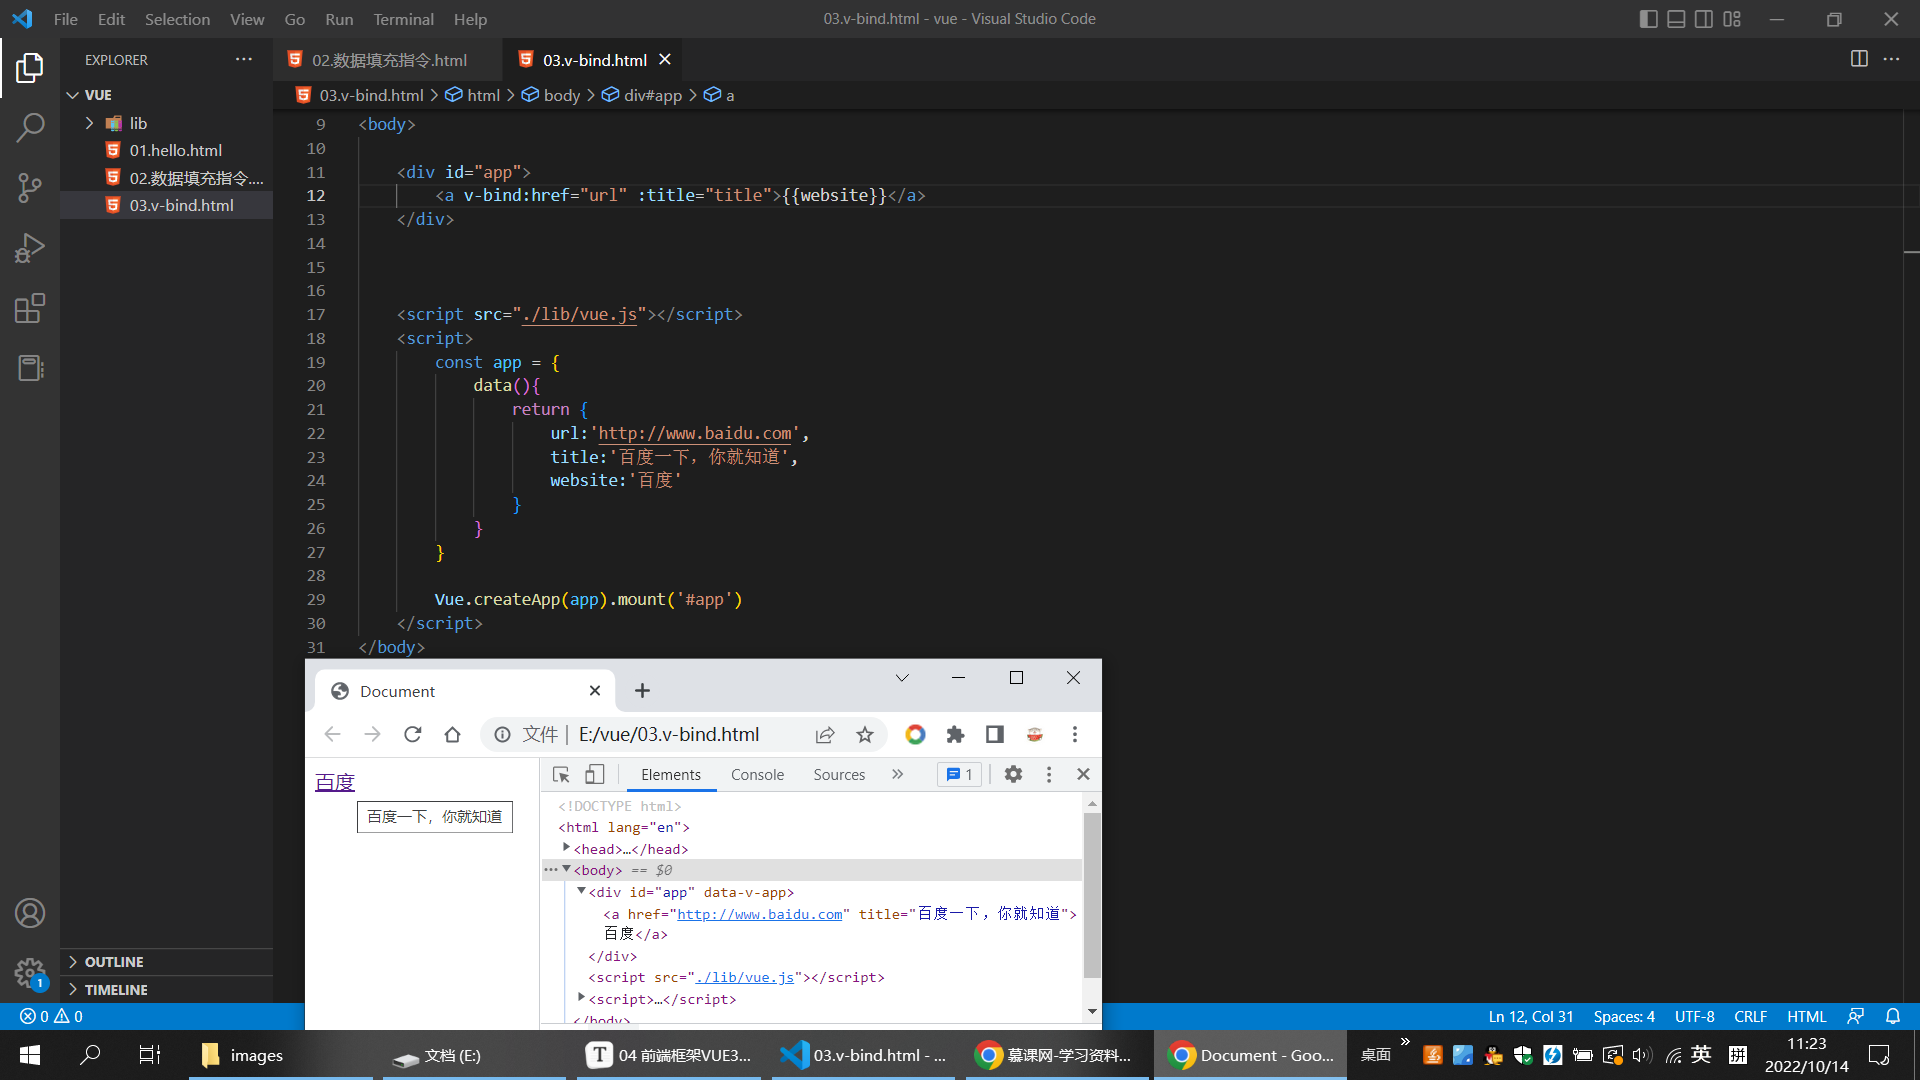 File Edit Selection View Go Run Terminal Help
03.v-bind.html - vue - Visual Studio Code
EXPLORER
VUE
lib
01.hello.html
02.数据填充指令....
03.v-bind.html
OUTLINE
TIMELINE
02.数据填充指令.html
03.v-bind.html
03.v-bind.html > html > body > div#app > a
9 <body>
10
11 <div id="app">
12 <a v-bind:href="url" :title="title">{{website}}</a>
13 </div>
14
15
16
17 <script src="./lib/vue.js"></script>
18 <script>
19 const app = {
20 data(){
21 return {
22 url:'http://www.baidu.com',
23 title:'百度一下，你就知道',
24 website:'百度'
25 }
26 }
27 }
28
29 Vue.createApp(app).mount('#app')
30 </script>
31 </body>
Document
文件 | E:/vue/03.v-bind.html
百度
百度一下，你就知道
Elements Console Sources » 1
<!DOCTYPE html>
<html lang="en">
<head>…</head>
<body> == $0
<div id="app" data-v-app>
<a href="http://www.baidu.com" title="百度一下，你就知道">
百度</a>
</div>
<script src="./lib/vue.js"></script>
<script>…</script>
</body>
1
0 0
Ln 12, Col 31 Spaces: 4 UTF-8 CRLF HTML
images
文档 (E:)
04 前端框架VUE3...
03.v-bind.html - ...
慕课网-学习资料...
Document - Goo...
桌面 »
英
拼
11:23
2022/10/14